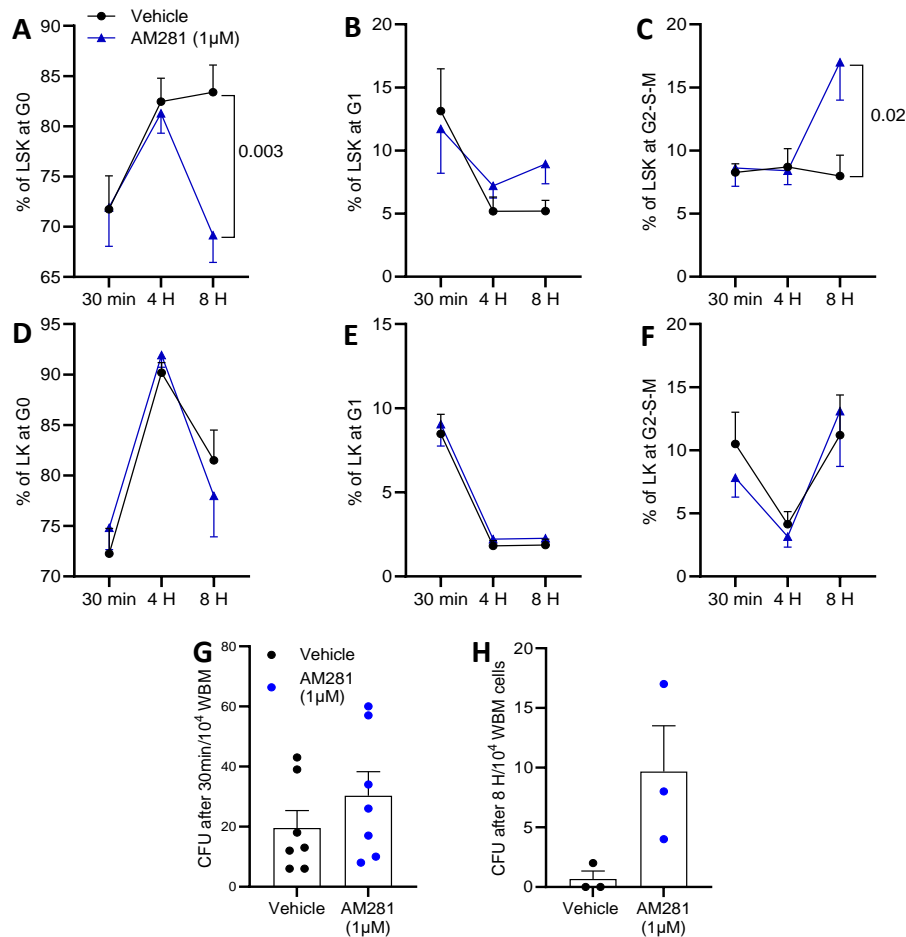 A
Vehicle
AM281 (1µM)
% of LSK at G0
90
85
80
75
70
65
0.003
30 min 4 H 8 H
B
% of LSK at G1
20
15
10
5
0
30 min 4 H 8 H
C
% of LSK at G2-S-M
20
15
10
5
0
0.02
30 min 4 H 8 H
D
% of LK at G0
95
90
85
80
75
70
30 min 4 H 8 H
E
% of LK at G1
15
10
5
0
30 min 4 H 8 H
F
% of LK at G2-S-M
20
15
10
5
0
30 min 4 H 8 H
G
Vehicle
AM281
(1µM)
CFU after 30min/10⁴ WBM
80
60
40
20
0
Vehicle AM281
(1µM)
H
CFU after 8 H/10⁴ WBM cells
20
15
10
5
0
Vehicle AM281
(1µM)